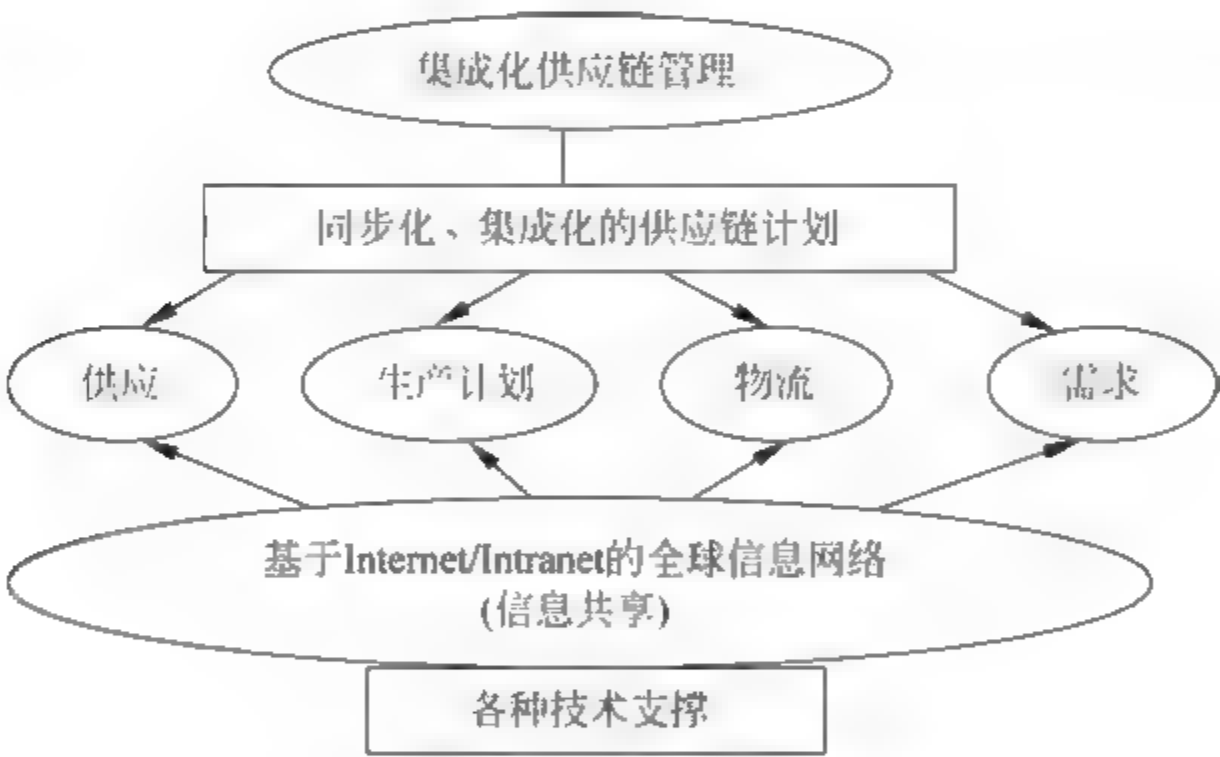 集成化供应链管理
同步化、集成化的供应链计划
供应
生产计划
物流
需求
基于Internet/Intranet的全球信息网络
(信息共享)
各种技术支撑